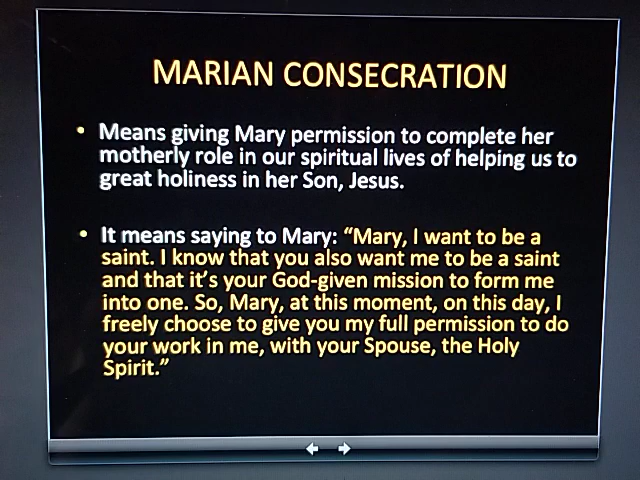 MARIAN CONSECRATION
• Means giving Mary permission to complete her
motherly role in our spiritual lives of helping us to
great holiness in her Son, Jesus.
• It means saying to Mary: “Mary, I want to be a
saint. I know that you also want me to be a saint
and that it’s your God-given mission to form me
into one. So, Mary, at this moment, on this day, I
freely choose to give you my full permission to do
your work in me, with your Spouse, the Holy
Spirit.”